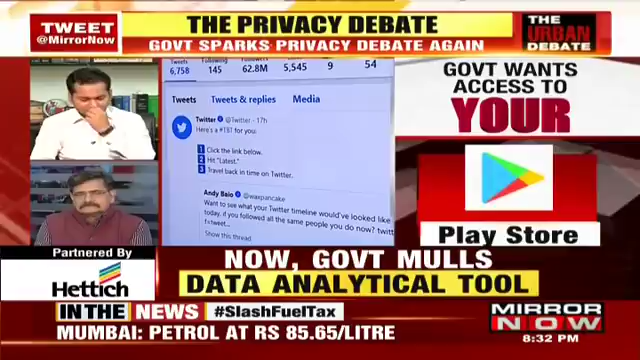 TWEET
@MirrorNow
THE PRIVACY DEBATE
GOVT SPARKS PRIVACY DEBATE AGAIN
THE
URBAN
DEBATE
Tweets
6,758
Following
145
Followers
62.8M
5,545
9
54
Tweets
Tweets & replies
Media
Twitter @Twitter · 17h
Here's a #TBT for you:
1 Click the link below.
2 Hit "Latest."
3 Travel back in time on Twitter.
Andy Baio @waxpancake
Want to see what your Twitter timeline would've looked like
today, if you followed all the same people you do now?
Show this thread
GOVT WANTS
ACCESS TO
YOUR
Play Store
Partnered By
Hettich
NOW, GOVT MULLS
DATA ANALYTICAL TOOL
IN THE NEWS
#SlashFuelTax
MUMBAI: PETROL AT RS 85.65/LITRE
MIRROR
NOW
8:32 PM